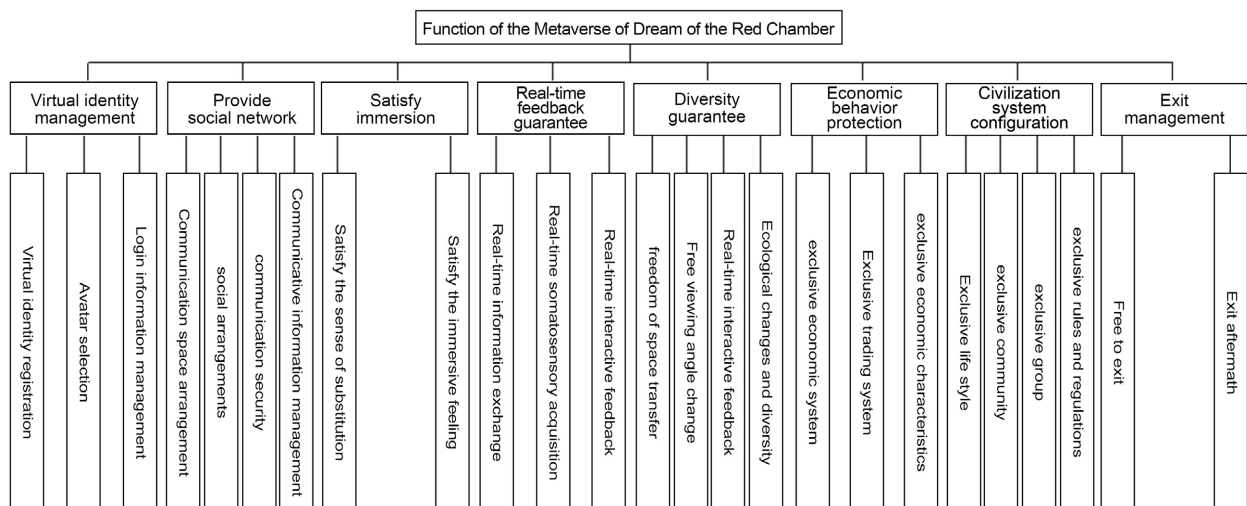 Function of the Metaverse of Dream of the Red Chamber
Virtual identity
management
Provide
social network
Satisfy
immersion
Real-time
feedback
guarantee
Diversity
guarantee
Economic
behavior
protection
Civilization
system
configuration
Exit
management
Virtual identity registration
Avatar selection
Login information management
Communication space arrangement
social arrangements
communication security
Communicative information management
Satisfy the sense of substitution
Satisfy the immersive feeling
Real-time information exchange
Real-time somatosensory acquisition
Real-time interactive feedback
freedom of space transfer
Free viewing angle change
Real-time interactive feedback
Ecological changes and diversity
exclusive economic system
Exclusive trading system
exclusive economic characteristics
Exclusive life style
exclusive community
exclusive group
exclusive rules and regulations
Free to exit
Exit aftermath